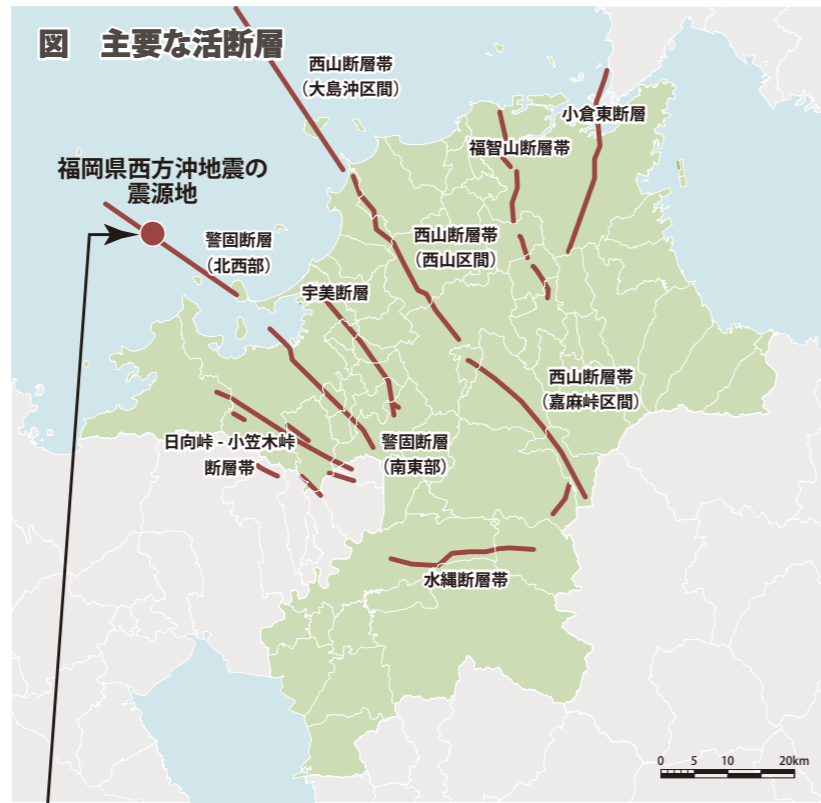 図 主要な活断層
西山断層帯
（大島沖区間）
小倉東断層
福智山断層帯
福岡県西方沖地震の
震源地
警固断層
（北西部）
西山断層帯
（西山区間）
宇美断層
西山断層帯
（嘉麻峠区間）
日向峠 - 小笠木峠
断層帯
警固断層
（南東部）
水縄断層帯
0 5 10 20km